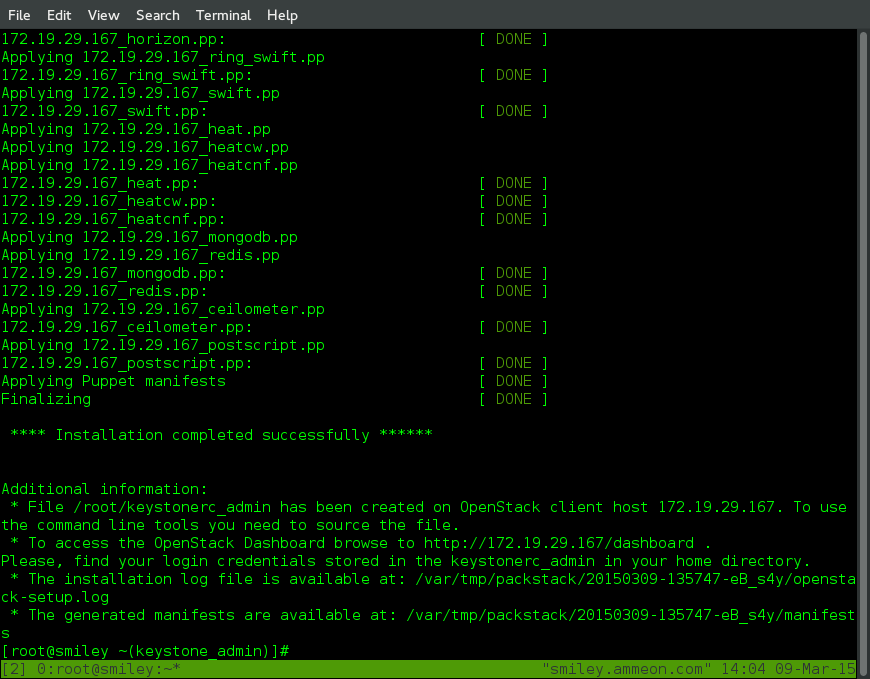 File Edit View Search Terminal Help
172.19.29.167_horizon.pp: [ DONE ]
Applying 172.19.29.167_ring_swift.pp
172.19.29.167_ring_swift.pp: [ DONE ]
Applying 172.19.29.167_swift.pp
172.19.29.167_swift.pp: [ DONE ]
Applying 172.19.29.167_heat.pp
Applying 172.19.29.167_heatcw.pp
Applying 172.19.29.167_heatcnf.pp
172.19.29.167_heat.pp: [ DONE ]
172.19.29.167_heatcw.pp: [ DONE ]
172.19.29.167_heatcnf.pp: [ DONE ]
Applying 172.19.29.167_mongodb.pp
Applying 172.19.29.167_redis.pp
172.19.29.167_mongodb.pp: [ DONE ]
172.19.29.167_redis.pp: [ DONE ]
Applying 172.19.29.167_ceilometer.pp
172.19.29.167_ceilometer.pp: [ DONE ]
Applying 172.19.29.167_postscript.pp
172.19.29.167_postscript.pp: [ DONE ]
Applying Puppet manifests [ DONE ]
Finalizing [ DONE ]
**** Installation completed successfully ******
Additional information:
* File /root/keystonerc_admin has been created on OpenStack client host 172.19.29.167. To use
the command line tools you need to source the file.
* To access the OpenStack Dashboard browse to http://172.19.29.167/dashboard .
Please, find your login credentials stored in the keystonerc_admin in your home directory.
* The installation log file is available at: /var/tmp/packstack/20150309-135747-eB_s4y/opensta
ck-setup.log
* The generated manifests are available at: /var/tmp/packstack/20150309-135747-eB_s4y/manifest
s
[root@smiley ~(keystone_admin)]#
[2] 0:root@smiley:~* "smiley.ammeon.com" 14:04 09-Mar-15